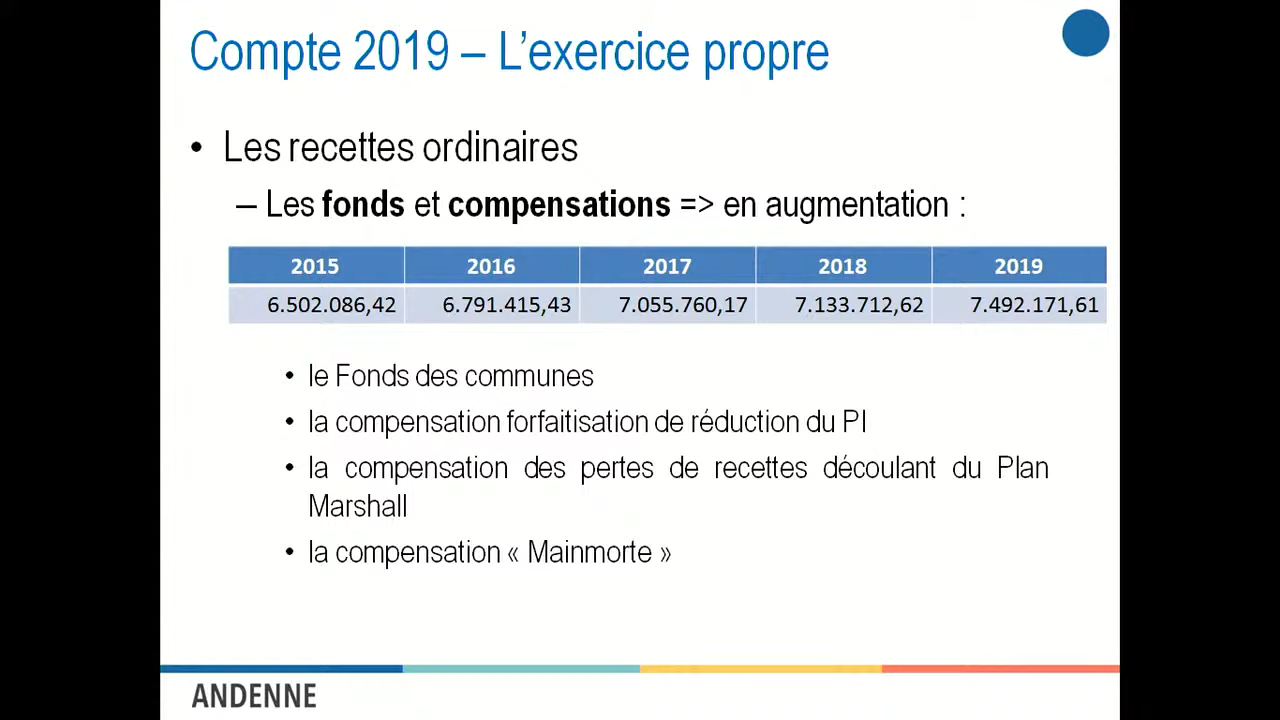 Compte 2019 – L'exercice propre
• Les recettes ordinaires
– Les fonds et compensations => en augmentation :
2015 2016 2017 2018 2019
6.502.086,42 6.791.415,43 7.055.760,17 7.133.712,62 7.492.171,61
• le Fonds des communes
• la compensation forfaitisation de réduction du PI
• la compensation des pertes de recettes découlant du Plan
Marshall
• la compensation « Mainmorte »
ANDENNE